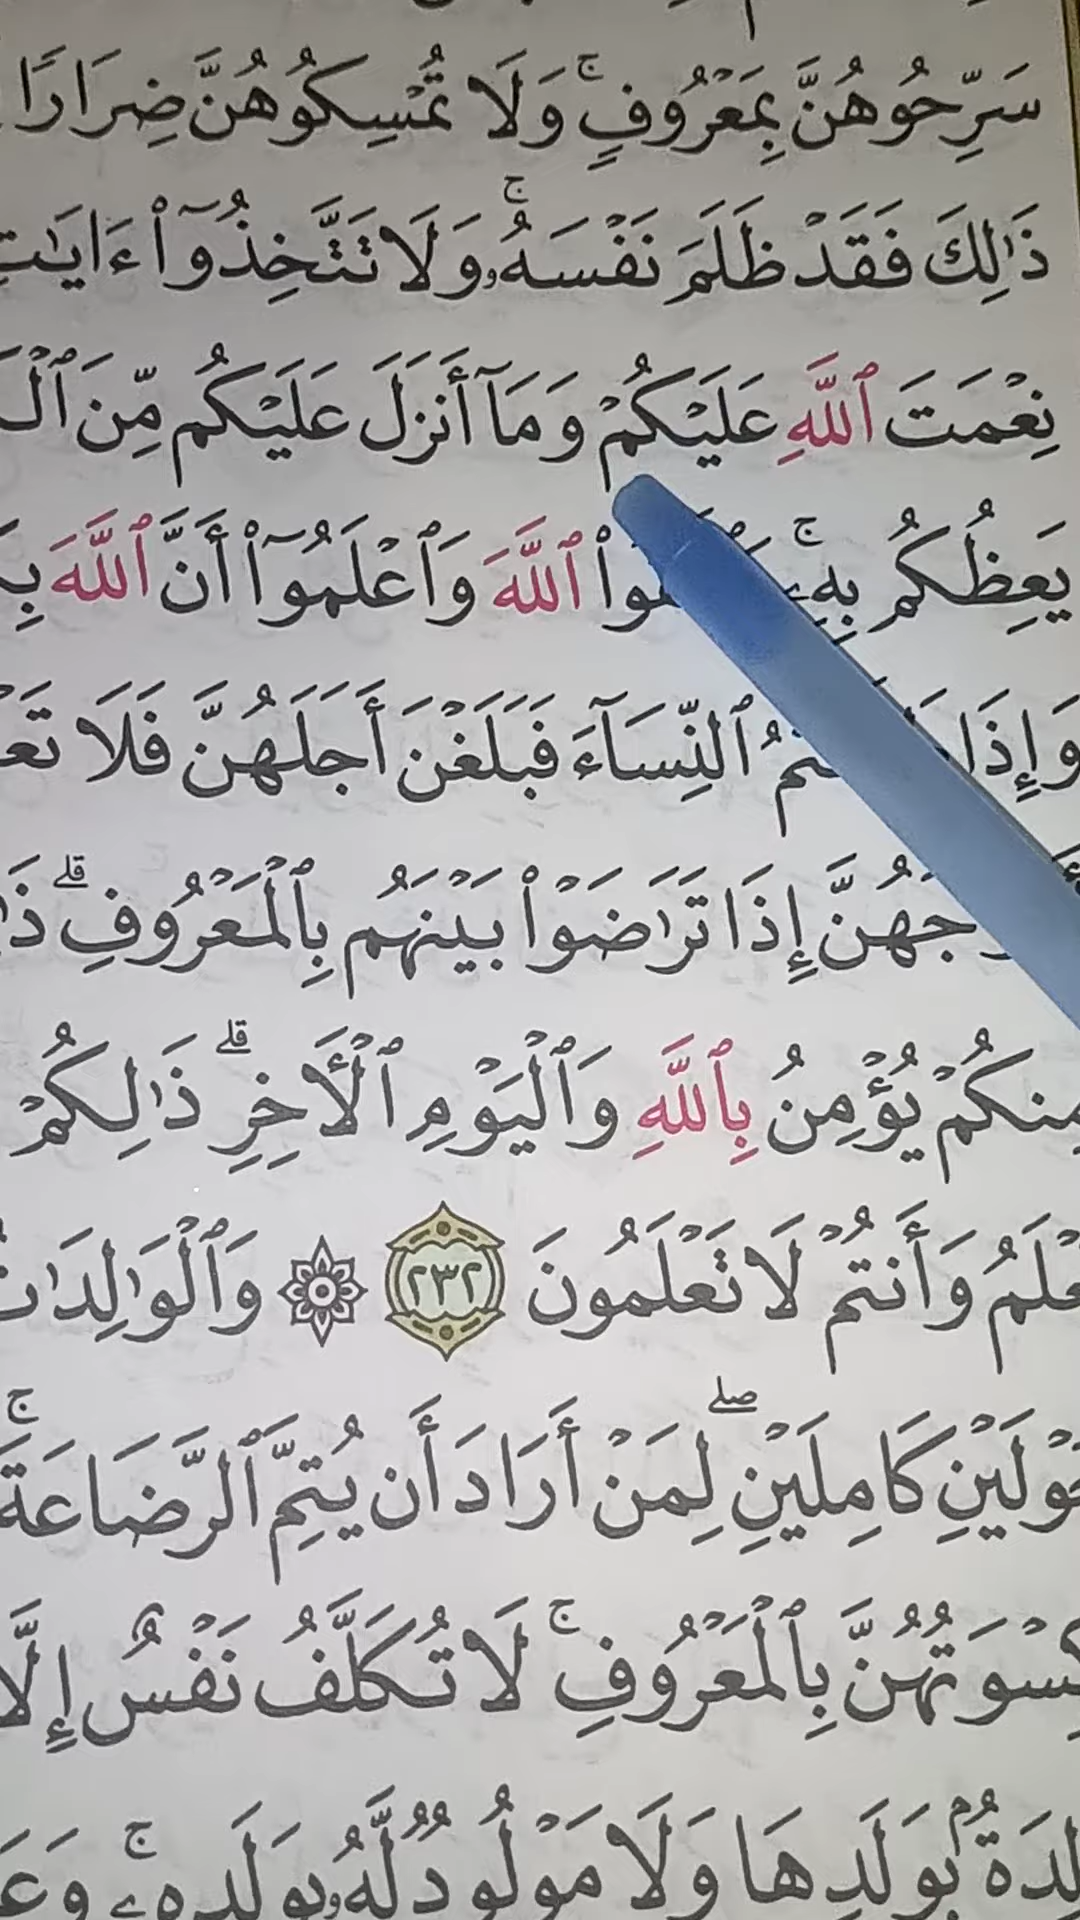 سَرِّحُوهُنَّ بِمَعْرُوفٍ ۚ وَلَا تُمْسِكُوهُنَّ ضِرَارًا
ذَٰلِكَ فَقَدْ ظَلَمَ نَفْسَهُۥ ۚ وَلَا تَتَّخِذُوٓا۟ ءَايَٰتِ
نِعْمَتَ ٱللَّهِ عَلَيْكُمْ وَمَآ أَنزَلَ عَلَيْكُم مِّنَ
يَعِظُكُم بِهِۦ ۚ ٱللَّهَ وَٱعْلَمُوٓا۟ أَنَّ ٱللَّهَ
وَإِذَا ٱلنِّسَآءَ فَبَلَغْنَ أَجَلَهُنَّ فَلَا
إِذَا تَرَٰضَوْا۟ بَيْنَهُم بِٱلْمَعْرُوفِ ۗ
مِنكُمْ يُؤْمِنُ بِٱللَّهِ وَٱلْيَوْمِ ٱلْـَٔاخِرِ ۗ ذَٰلِكُمْ
وَأَنتُمْ لَا تَعْلَمُونَ ٢٣٢ ۞ وَٱلْوَٰلِدَٰتُ
حَوْلَيْنِ كَامِلَيْنِ ۖ لِمَنْ أَرَادَ أَن يُتِمَّ ٱلرَّضَاعَةَ ۚ
بِٱلْمَعْرُوفِ ۚ لَا تُكَلَّفُ نَفْسٌ إِلَّا
بِوَلَدِهَا وَلَا مَوْلُودٌ لَّهُۥ بِوَلَدِهِۦ ۚ